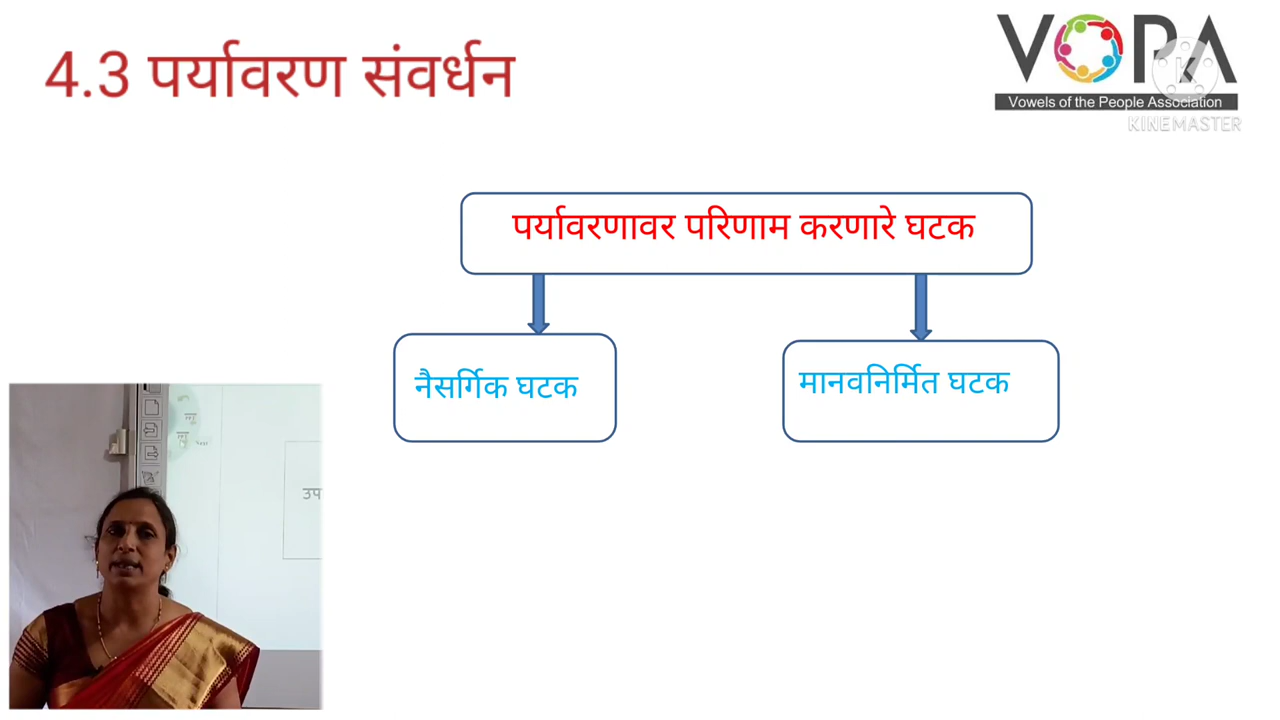 4.3 पर्यावरण संवर्धन
VOPA
Vowels of the People Association
KINEMASTER
पर्यावरणावर परिणाम करणारे घटक
नैसर्गिक घटक
मानवनिर्मित घटक
उप